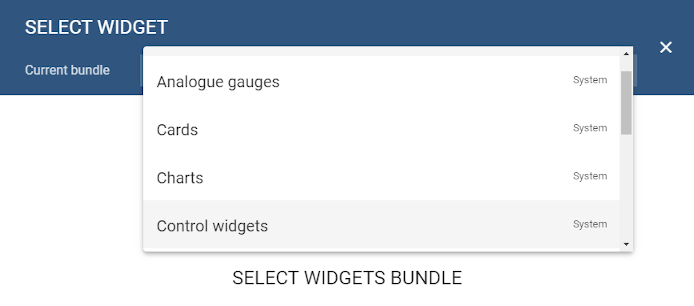 SELECT WIDGET
Current bundle
Analogue gauges System
Cards System
Charts System
Control widgets System
SELECT WIDGETS BUNDLE